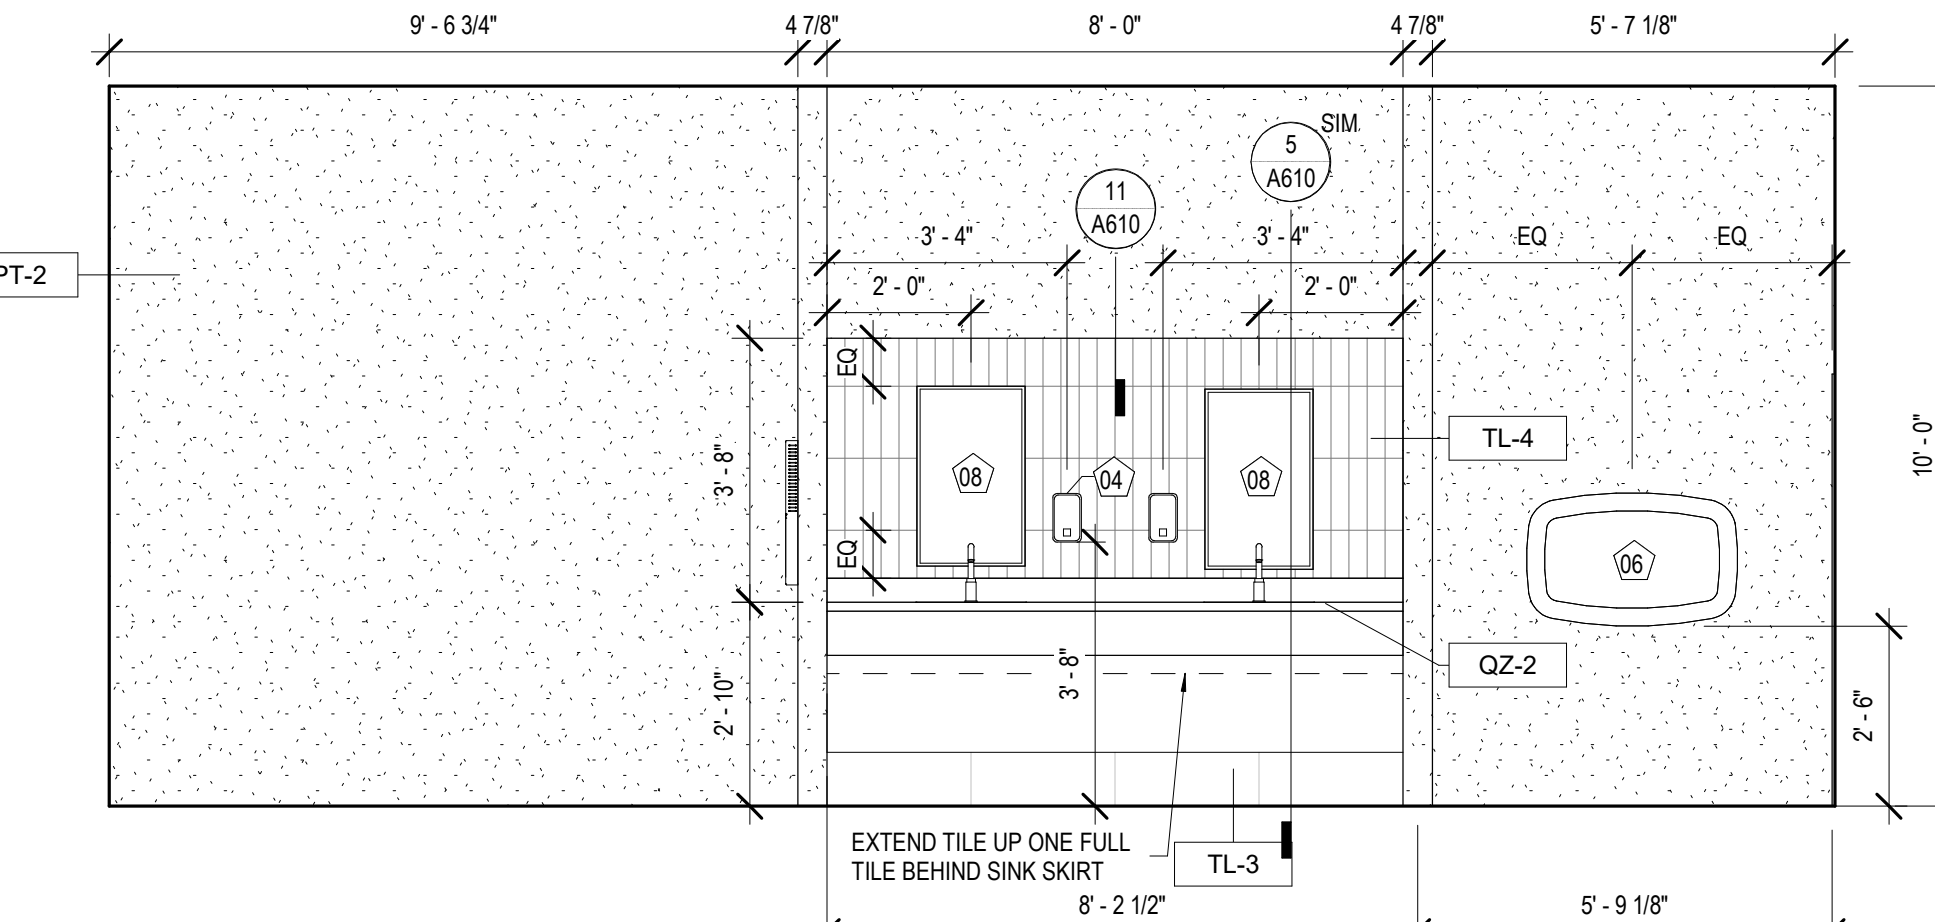 9' - 6 3/4"
4 7/8"
8' - 0"
4 7/8"
5' - 7 1/8"
SIM
5
A610
11
A610
3' - 4"
3' - 4"
EQ
EQ
PT-2
2' - 0"
2' - 0"
EQ
TL-4
10' - 0"
3' - 8"
08
04
08
EQ
06
QZ-2
3' - 8"
2' - 10"
2' - 6"
EXTEND TILE UP ONE FULL
TILE BEHIND SINK SKIRT
TL-3
8' - 2 1/2"
5' - 9 1/8"